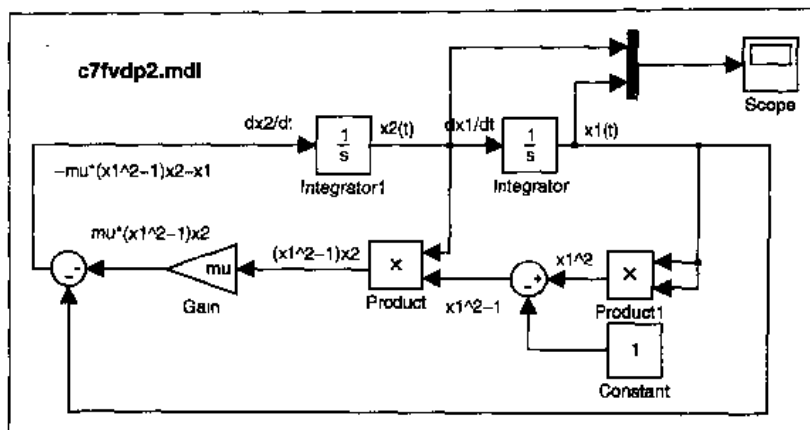 c7fvdp2.mdl
Scope
dx2/dt
1
s
x2(t)
dx1/dt
1
s
x1(t)
Integrator1
Integrator
-mu*(x1^2-1)x2-x1
mu*(x1^2-1)x2
- -
mu
Gain
(x1^2-1)x2
×
Product
x1^2-1
- +
x1^2
×
Product1
1
Constant